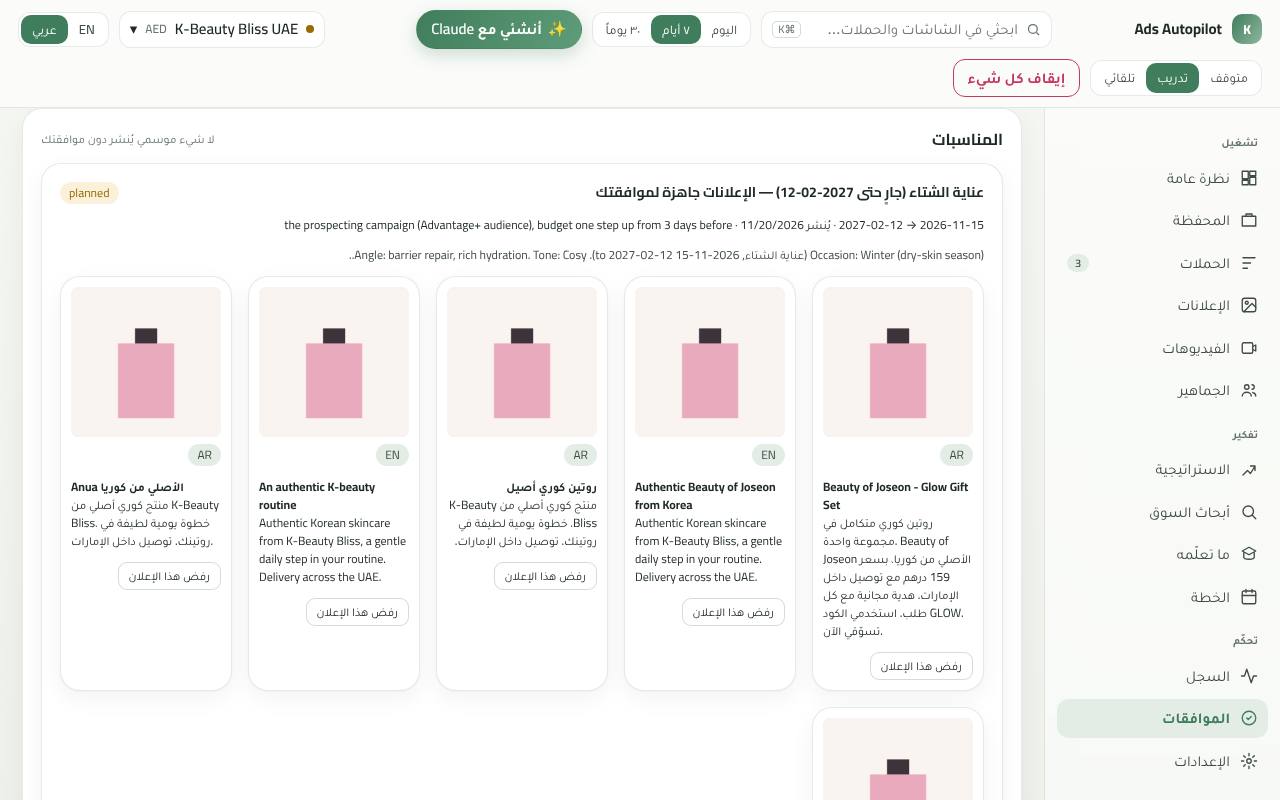 K
Ads Autopilot
ابحثي في الشاشات والحملات...
⌘K
اليوم
٧ أيام
٣٠ يوماً
✨ أنشئي مع Claude
K-Beauty Bliss UAE AED ▾
EN
عربي
متوقف
تدريب
تلقائي
إيقاف كل شيء
تشغيل
نظرة عامة
المحفظة
الحملات
3
الإعلانات
الفيديوهات
الجماهير
تفكير
الاستراتيجية
أبحاث السوق
ما تعلّمه
الخطة
تحكّم
السجل
الموافقات
الإعدادات
المناسبات
لا شيء موسمي يُنشر دون موافقتك
عناية الشتاء (جارٍ حتى 2027-02-12) — الإعلانات جاهزة لموافقتك
planned
2026-11-15 → 2027-02-12 · يُنشر 11/20/2026 · the prospecting campaign (Advantage+ audience), budget one step up from 3 days before
Occasion: Winter (dry-skin season) (عناية الشتاء, 2026-11-15 to 2027-02-12). Angle: barrier repair, rich hydration. Tone: Cosy..
AR
Beauty of Joseon - Glow Gift
Set
روتين كوري متكامل في
مجموعة واحدة. Beauty of
Joseon الأصلي من كوريا. بسعر
159 درهم مع توصيل داخل
الإمارات. هدية مجانية مع كل
طلب. استخدمي الكود GLOW.
تسوّقي الآن.
رفض هذا الإعلان
EN
Authentic Beauty of Joseon
from Korea
Authentic Korean skincare
from K-Beauty Bliss, a gentle
daily step in your routine.
Delivery across the UAE.
رفض هذا الإعلان
AR
روتين كوري أصيل
منتج كوري أصلي من K-Beauty
Bliss. خطوة يومية لطيفة في
روتينك. توصيل داخل الإمارات.
رفض هذا الإعلان
EN
An authentic K-beauty
routine
Authentic Korean skincare
from K-Beauty Bliss, a gentle
daily step in your routine.
Delivery across the UAE.
رفض هذا الإعلان
AR
Anua الأصلي من كوريا
منتج كوري أصلي من K-Beauty
Bliss. خطوة يومية لطيفة في
روتينك. توصيل داخل الإمارات.
رفض هذا الإعلان